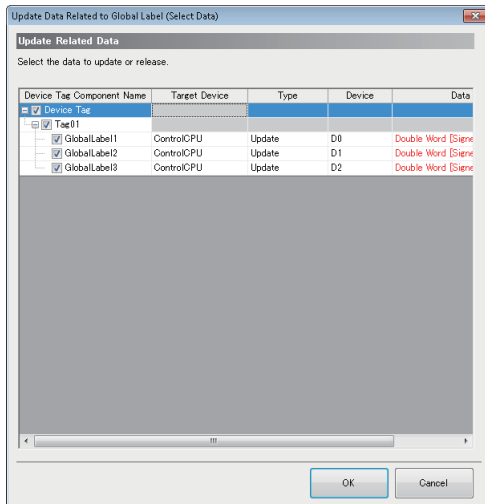 Update Data Related to Global Label (Select Data)
Update Related Data
Select the data to update or release.
Device Tag Component Name Target Device Type Device Data
Device Tag
Tag01
GlobalLabel1 ControlCPU Update D0 Double Word [Signe
GlobalLabel2 ControlCPU Update D1 Double Word [Signe
GlobalLabel3 ControlCPU Update D2 Double Word [Signe
OK Cancel